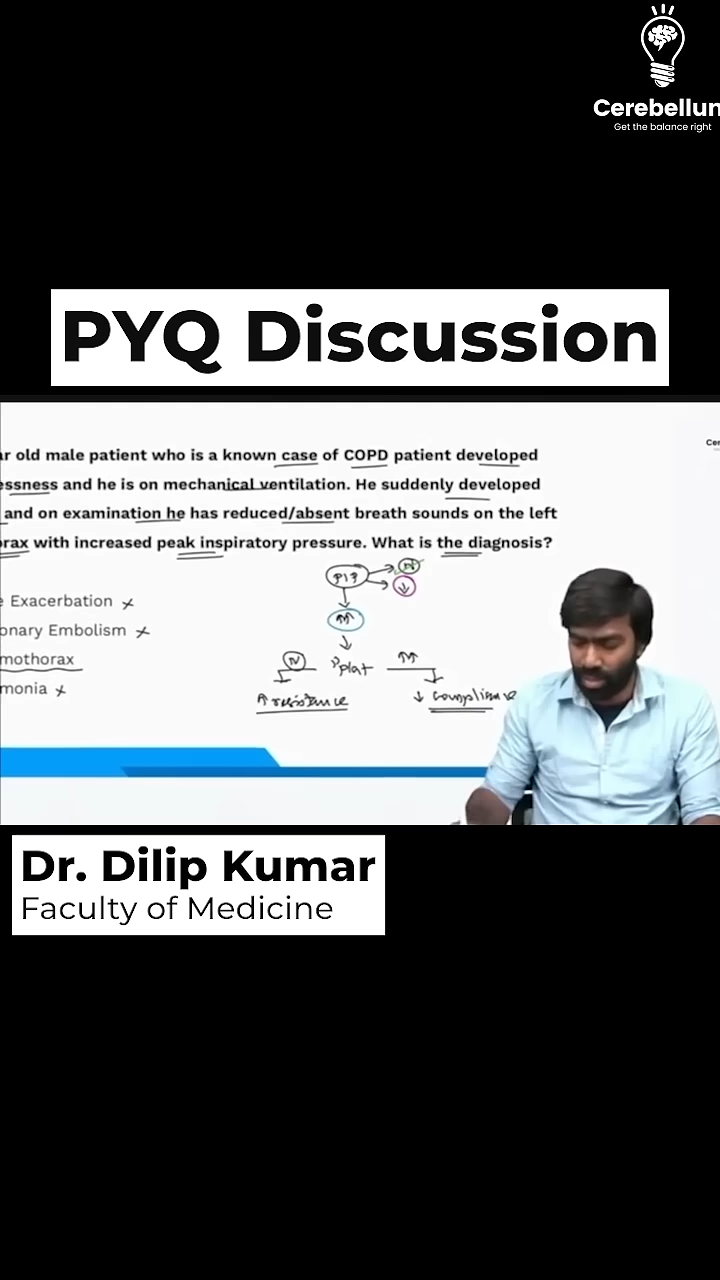 Cerebellum
Get the balance right
PYQ Discussion
Cer
ar old male patient who is a known case of COPD patient developed
essness and he is on mechanical ventilation. He suddenly developed
and on examination he has reduced/absent breath sounds on the left
orax with increased peak inspiratory pressure. What is the diagnosis?
e Exacerbation x
onary Embolism x
mothorax
monia x
PIP
N
↓
↑↑
N
Pplat
↑↑
↑ resistance
↓ compliance
Dr. Dilip Kumar
Faculty of Medicine